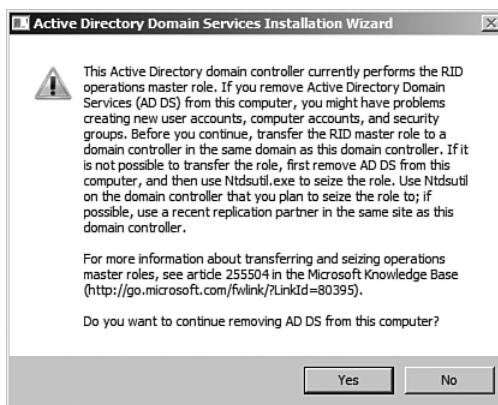 Active Directory Domain Services Installation Wizard
This Active Directory domain controller currently performs the RID
operations master role. If you remove Active Directory Domain
Services (AD DS) from this computer, you might have problems
creating new user accounts, computer accounts, and security
groups. Before you continue, transfer the RID master role to a
domain controller in the same domain as this domain controller. If it
is not possible to transfer the role, first remove AD DS from this
computer, and then use Ntdsutil.exe to seize the role. Use Ntdsutil
on the domain controller that you plan to seize the role to; if
possible, use a recent replication partner in the same site as this
domain controller.
For more information about transferring and seizing operations
master roles, see article 255504 in the Microsoft Knowledge Base
(http://go.microsoft.com/fwlink/?LinkId=80395).
Do you want to continue removing AD DS from this computer?
Yes No